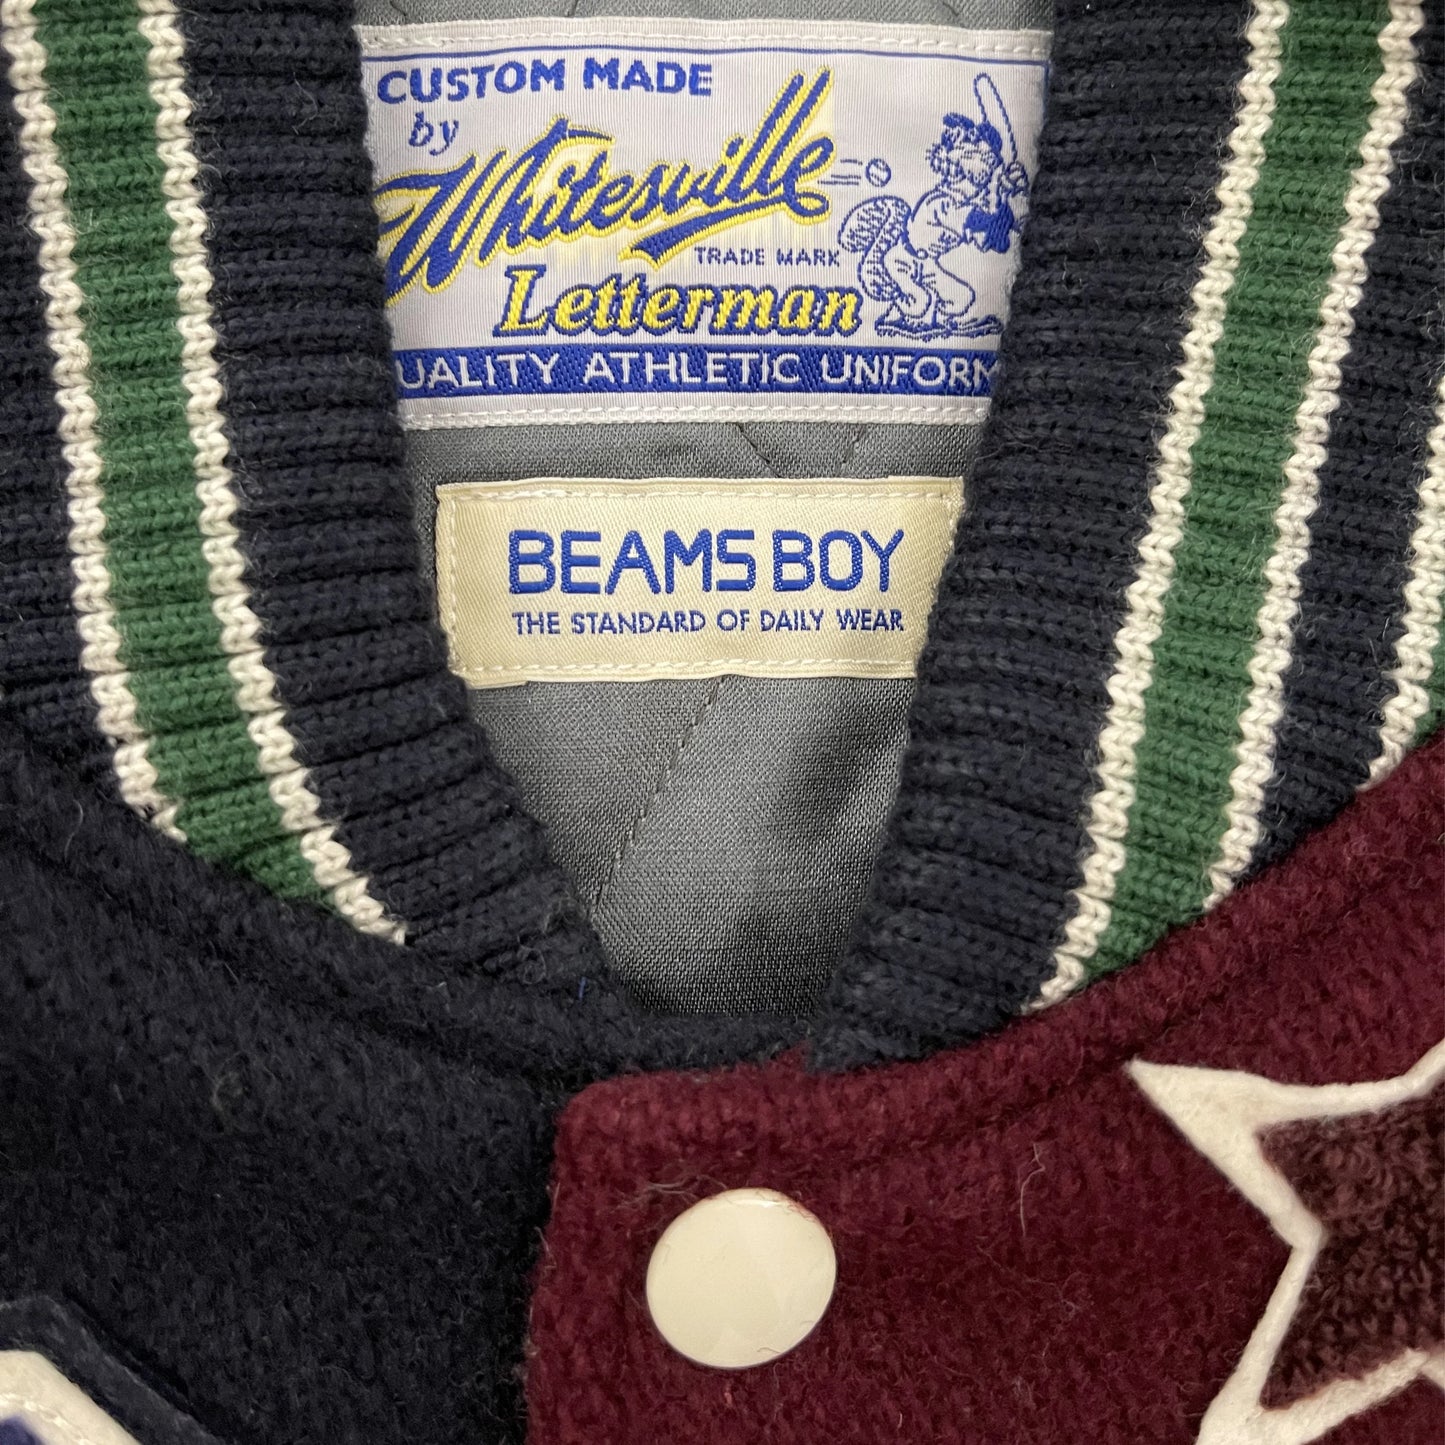 CUSTOM MADE
by
Whitesville
TRADE MARK
Letterman
UALITY ATHLETIC UNIFORM
BEAMS BOY
THE STANDARD OF DAILY WEAR